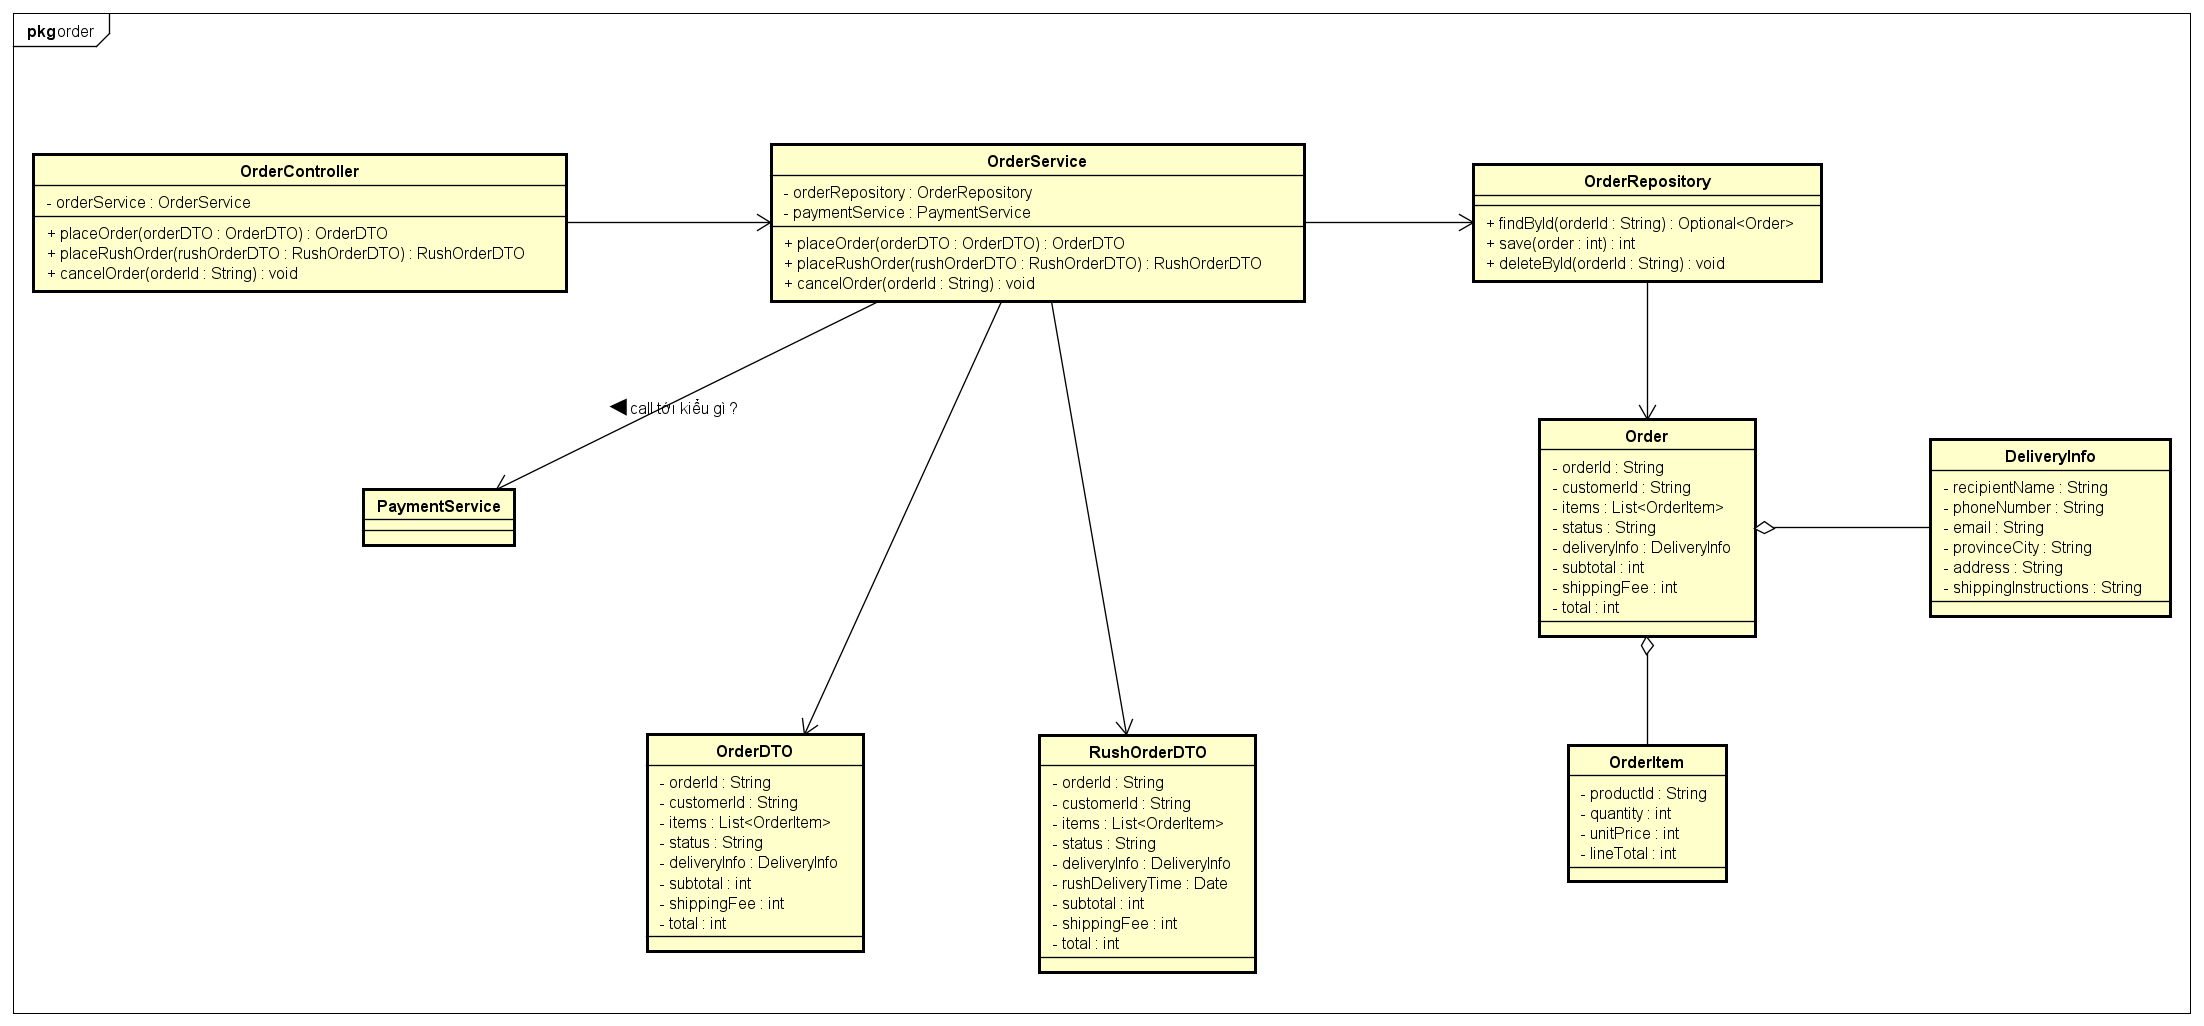 pkg order
OrderController
- orderService : OrderService
+ placeOrder(orderDTO : OrderDTO) : OrderDTO
+ placeRushOrder(rushOrderDTO : RushOrderDTO) : RushOrderDTO
+ cancelOrder(orderId : String) : void
OrderService
- orderRepository : OrderRepository
- paymentService : PaymentService
+ placeOrder(orderDTO : OrderDTO) : OrderDTO
+ placeRushOrder(rushOrderDTO : RushOrderDTO) : RushOrderDTO
+ cancelOrder(orderId : String) : void
OrderRepository
+ findById(orderId : String) : Optional<Order>
+ save(order : int) : int
+ deleteById(orderId : String) : void
call tới kiểu gì ?
PaymentService
Order
- orderId : String
- customerId : String
- items : List<OrderItem>
- status : String
- deliveryInfo : DeliveryInfo
- subtotal : int
- shippingFee : int
- total : int
DeliveryInfo
- recipientName : String
- phoneNumber : String
- email : String
- provinceCity : String
- address : String
- shippingInstructions : String
OrderDTO
- orderId : String
- customerId : String
- items : List<OrderItem>
- status : String
- deliveryInfo : DeliveryInfo
- subtotal : int
- shippingFee : int
- total : int
RushOrderDTO
- orderId : String
- customerId : String
- items : List<OrderItem>
- status : String
- deliveryInfo : DeliveryInfo
- rushDeliveryTime : Date
- subtotal : int
- shippingFee : int
- total : int
OrderItem
- productId : String
- quantity : int
- unitPrice : int
- lineTotal : int